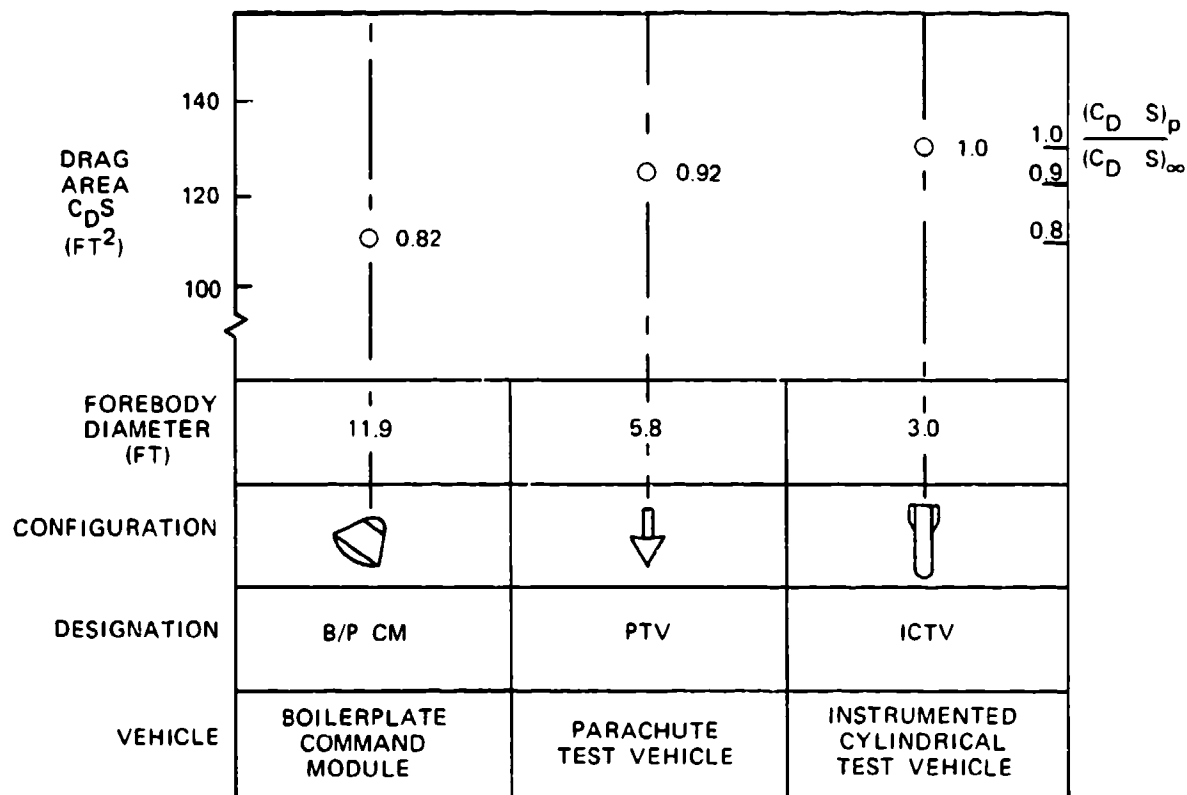 140
120
100
DRAG
AREA
C_D S
(FT²)
0.82
0.92
1.0
1.0
0.9
0.8
(C_D S)_p
(C_D S)_∞
FOREBODY
DIAMETER
(FT)
11.9
5.8
3.0
CONFIGURATION
DESIGNATION
B/P CM
PTV
ICTV
VEHICLE
BOILERPLATE
COMMAND
MODULE
PARACHUTE
TEST VEHICLE
INSTRUMENTED
CYLINDRICAL
TEST VEHICLE